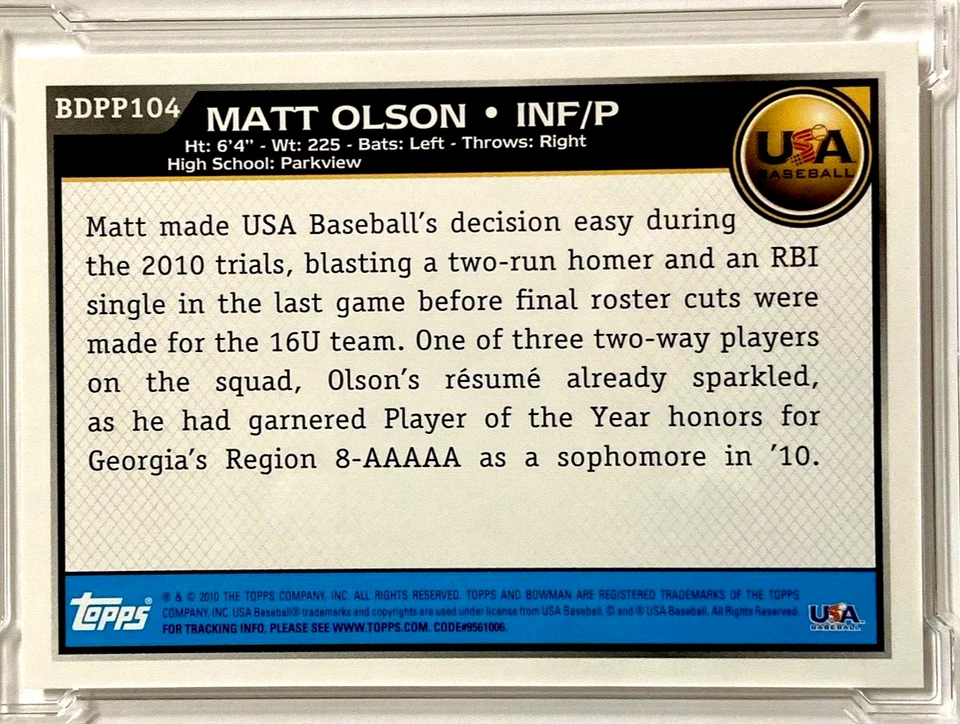 BDPP104
MATT OLSON • INF/P
Ht: 6'4" - Wt: 225 - Bats: Left - Throws: Right
High School: Parkview
USA
BASEBALL
Matt made USA Baseball's decision easy during
the 2010 trials, blasting a two-run homer and an RBI
single in the last game before final roster cuts were
made for the 16U team. One of three two-way players
on the squad, Olson's résumé already sparkled,
as he had garnered Player of the Year honors for
Georgia's Region 8-AAAAA as a sophomore in '10.
topps®
® & © 2010 THE TOPPS COMPANY, INC. ALL RIGHTS RESERVED. TOPPS AND BOWMAN ARE REGISTERED TRADEMARKS OF THE TOPPS
COMPANY, INC. USA Baseball® trademarks and copyrights are used under license from USA Baseball. © and ® USA Baseball. All Rights Reserved.
FOR TRACKING INFO, PLEASE SEE WWW.TOPPS.COM. CODE#9561006.
USA
BASEBALL